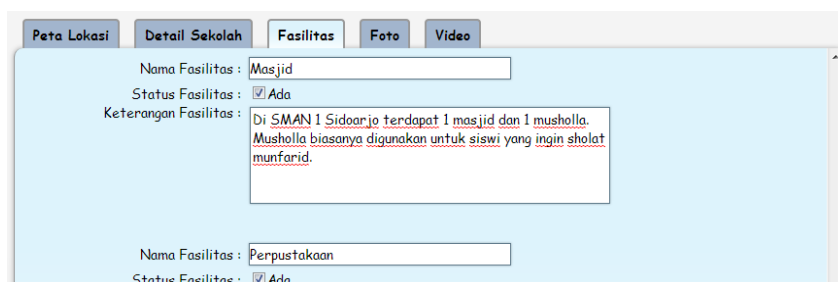 Peta Lokasi Detail Sekolah Fasilitas Foto Video
Nama Fasilitas : Masjid
Status Fasilitas : Ada
Keterangan Fasilitas : Di SMAN 1 Sidoarjo terdapat 1 masjid dan 1 musholla.
Musholla biasanya digunakan untuk siswi yang ingin sholat
munfarid.
Nama Fasilitas : Perpustakaan
Status Fasilitas : Ada